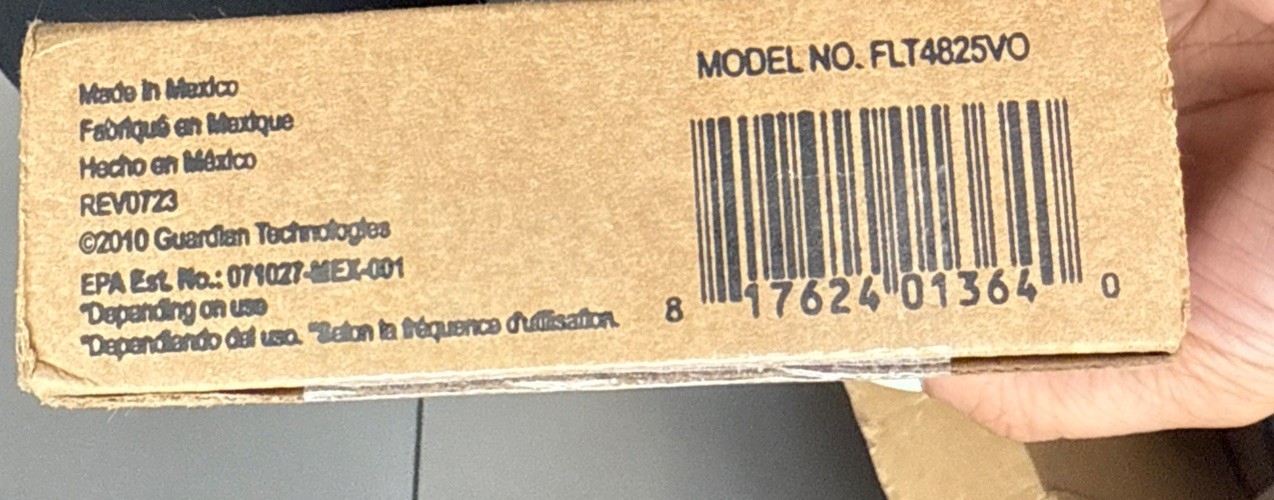 Made in Mexico
Fabriqué en Mexique
Hecho en México
REV0723
©2010 Guardian Technologies
EPA Est. No.: 071027-MEX-001
*Depending on use
*Dependiendo del uso. *Selon la fréquence d'utilisation.
MODEL NO. FLT4825VO
8 17624 01364 0